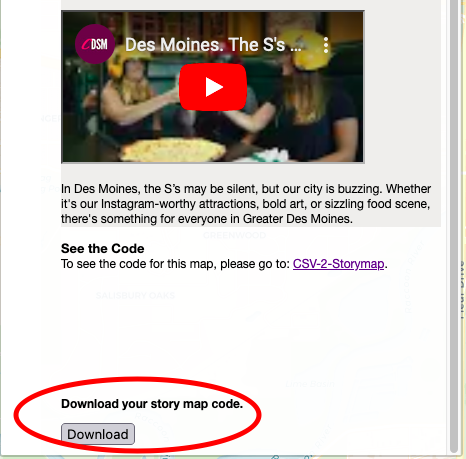 CDSM Des Moines. The S's ...
In Des Moines, the S's may be silent, but our city is buzzing. Whether
it's our Instagram-worthy attractions, bold art, or sizzling food scene,
there's something for everyone in Greater Des Moines.
See the Code
To see the code for this map, please go to: CSV-2-Storymap.
Download your story map code.
Download